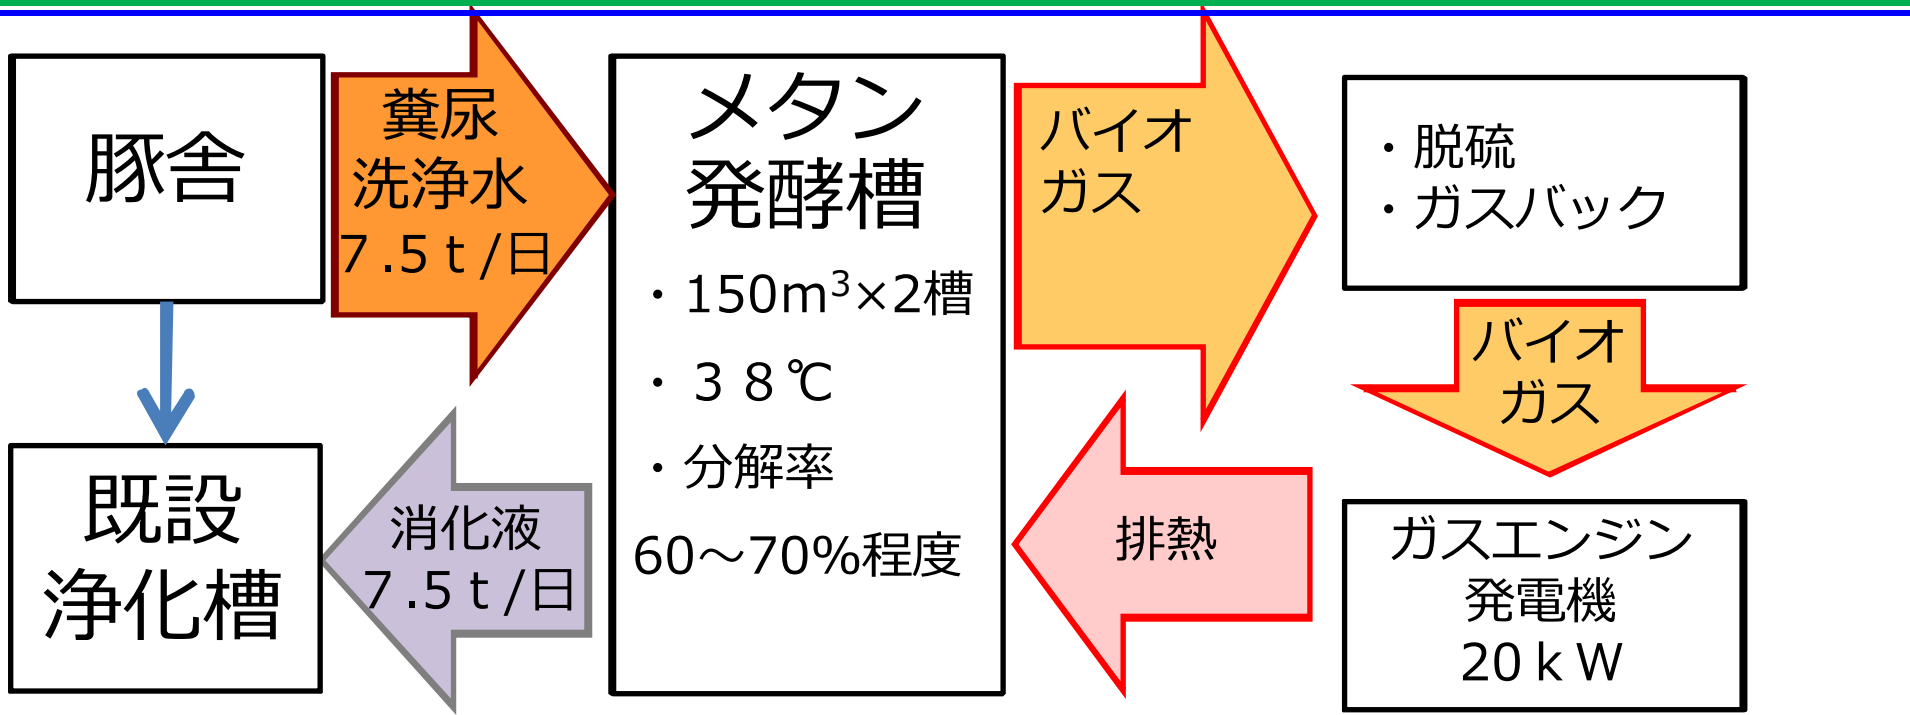 豚舎
糞尿
洗浄水
7.5ｔ/日
メタン
発酵槽
・150m³×2槽
・３８℃
・分解率
60～70%程度
バイオ
ガス
・脱硫
・ガスバック
バイオ
ガス
ガスエンジン
発電機
20ｋW
排熱
消化液
7.5ｔ/日
既設
浄化槽